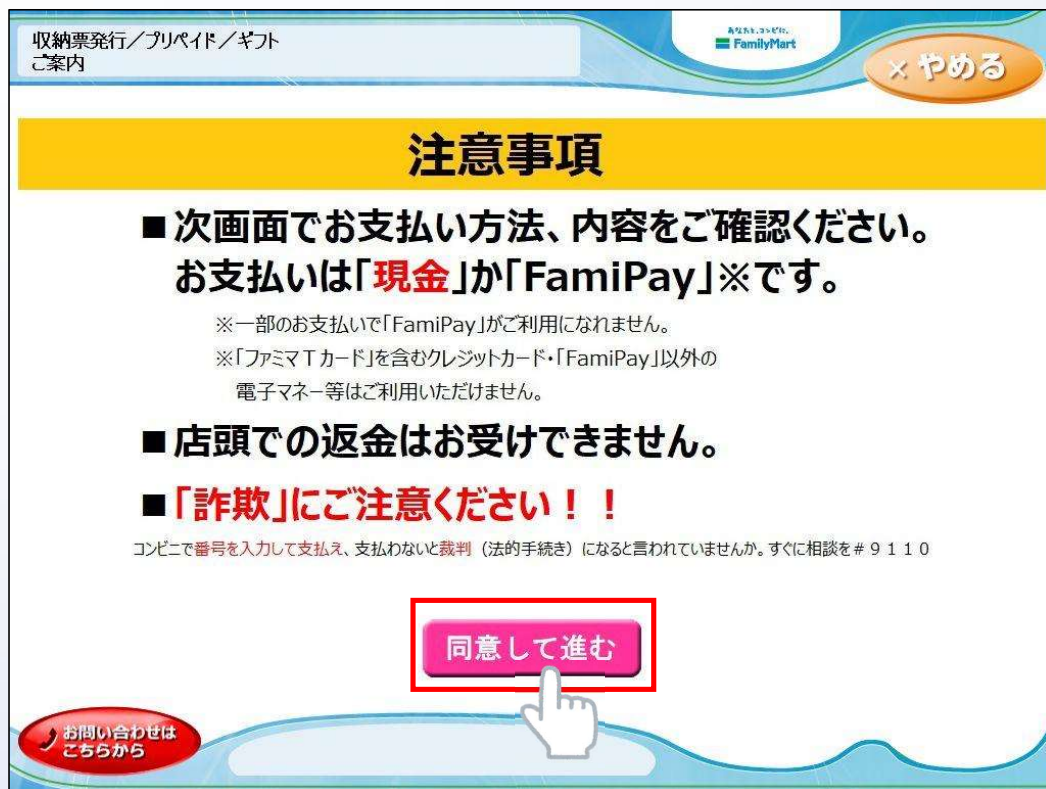 収納票発行/プリペイド/ギフト
ご案内
あなたと、コンビに、
FamilyMart
×やめる
注意事項
■次画面でお支払い方法、内容をご確認ください。
お支払いは「現金」か「FamiPay」※です。
※一部のお支払いで「FamiPay」がご利用になれません。
※「ファミマTカード」を含むクレジットカード・「FamiPay」以外の
電子マネー等はご利用いただけません。
■店頭での返金はお受けできません。
■「詐欺」にご注意ください!!
コンビニで番号を入力して支払え、支払わないと裁判(法的手続き)になると言われていませんか。すぐに相談を#9110
同意して進む
お問い合わせは
こちらから